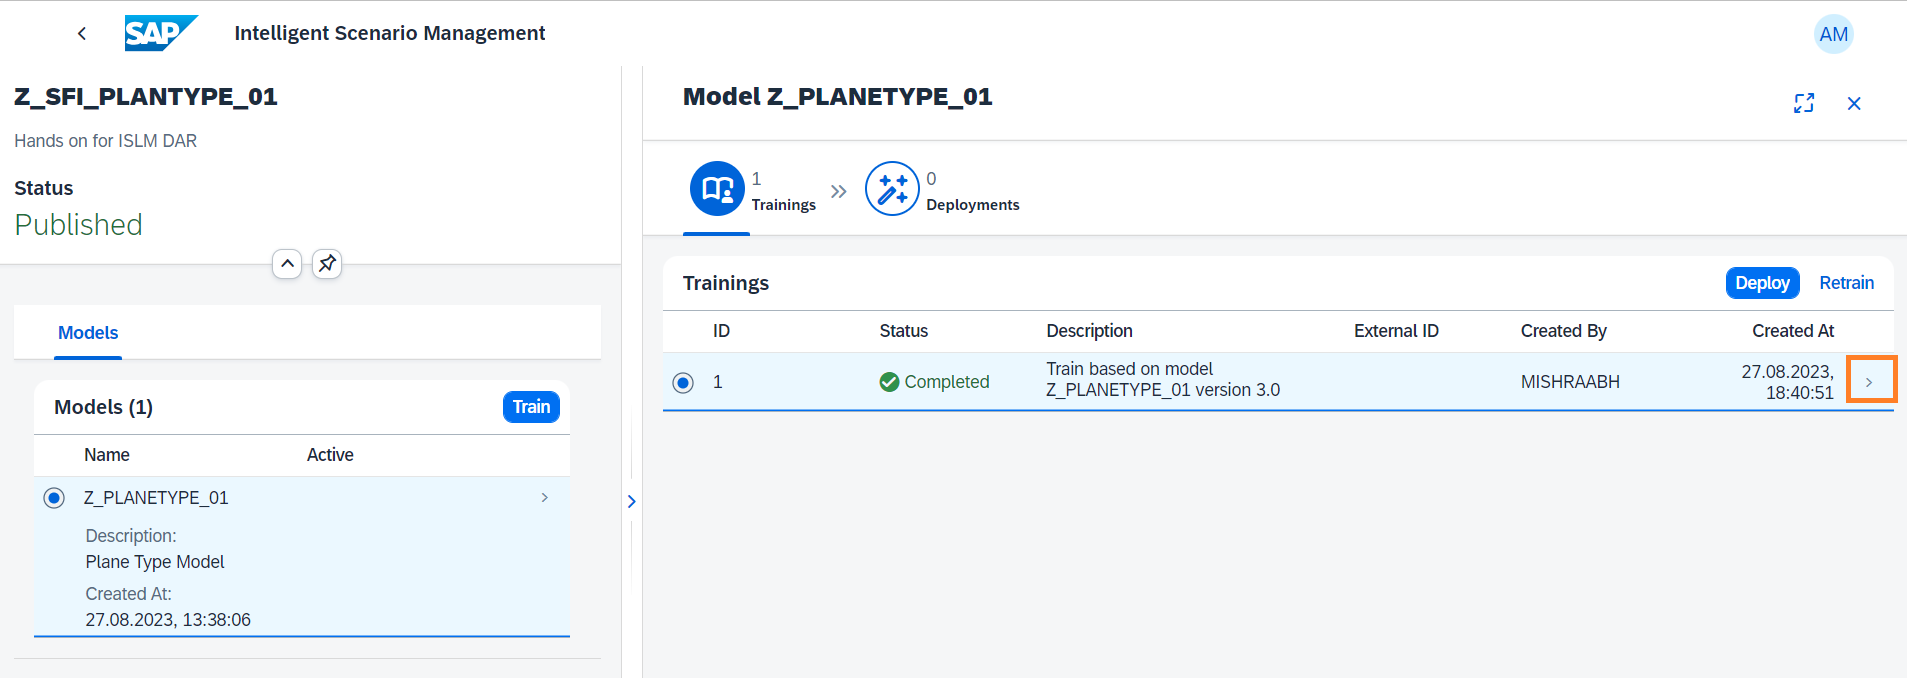 SAP
Intelligent Scenario Management
AM
Z_SFI_PLANTYPE_01
Hands on for ISLM DAR
Status
Published
Models
Models (1)
Train
Name Active
Z_PLANETYPE_01
Description:
Plane Type Model
Created At:
27.08.2023, 13:38:06
Model Z_PLANETYPE_01
1
Trainings
0
Deployments
Trainings
Deploy Retrain
ID Status Description External ID Created By Created At
1 Completed Train based on model
Z_PLANETYPE_01 version 3.0
MISHRAABH
27.08.2023,
18:40:51